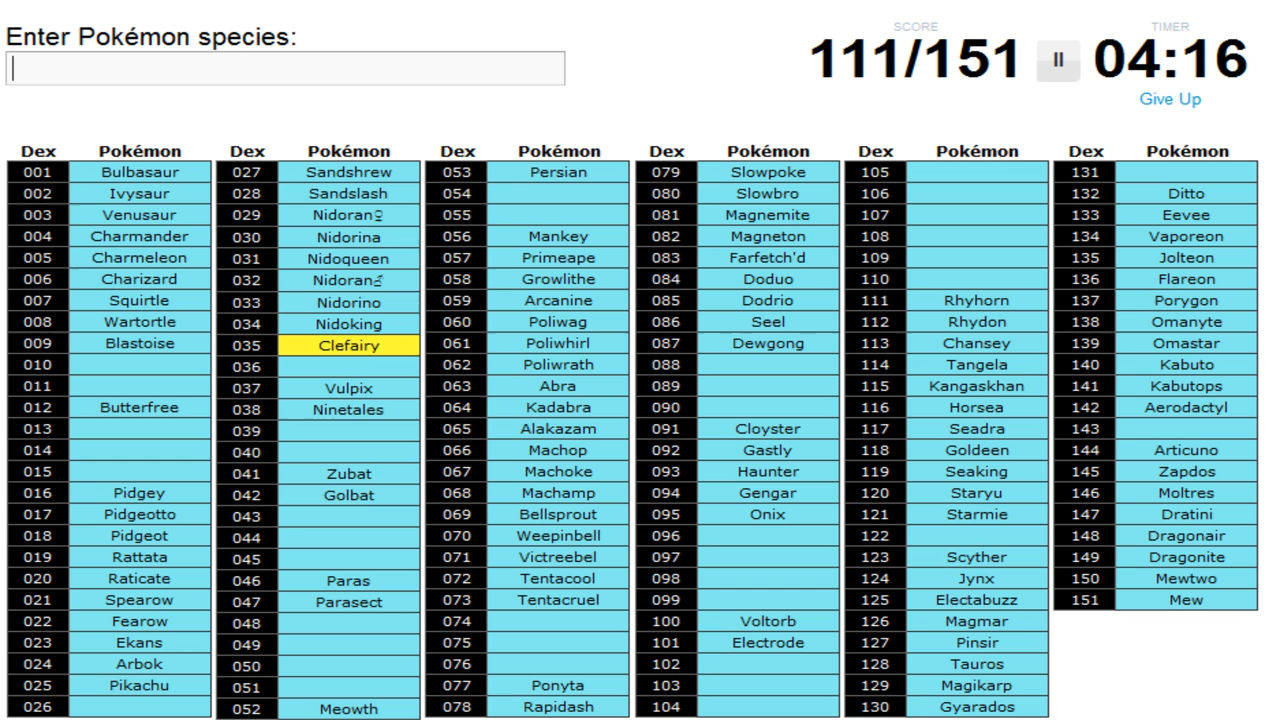 Enter Pokémon species:
SCORE
111/151
TIMER
04:16
Give Up
Dex Pokémon
001 Bulbasaur
002 Ivysaur
003 Venusaur
004 Charmander
005 Charmeleon
006 Charizard
007 Squirtle
008 Wartortle
009 Blastoise
010
011
012 Butterfree
013
014
015
016 Pidgey
017 Pidgeotto
018 Pidgeot
019 Rattata
020 Raticate
021 Spearow
022 Fearow
023 Ekans
024 Arbok
025 Pikachu
026
Dex Pokémon
027 Sandshrew
028 Sandslash
029 Nidoran♀
030 Nidorina
031 Nidoqueen
032 Nidoran♂
033 Nidorino
034 Nidoking
035 Clefairy
036
037 Vulpix
038 Ninetales
039
040
041 Zubat
042 Golbat
043
044
045
046 Paras
047 Parasect
048
049
050
051
052 Meowth
Dex Pokémon
053 Persian
054
055
056 Mankey
057 Primeape
058 Growlithe
059 Arcanine
060 Poliwag
061 Poliwhirl
062 Poliwrath
063 Abra
064 Kadabra
065 Alakazam
066 Machop
067 Machoke
068 Machamp
069 Bellsprout
070 Weepinbell
071 Victreebel
072 Tentacool
073 Tentacruel
074
075
076
077 Ponyta
078 Rapidash
Dex Pokémon
079 Slowpoke
080 Slowbro
081 Magnemite
082 Magneton
083 Farfetch'd
084 Doduo
085 Dodrio
086 Seel
087 Dewgong
088
089
090
091 Cloyster
092 Gastly
093 Haunter
094 Gengar
095 Onix
096
097
098
099
100 Voltorb
101 Electrode
102
103
104
Dex Pokémon
105
106
107
108
109
110
111 Rhyhorn
112 Rhydon
113 Chansey
114 Tangela
115 Kangaskhan
116 Horsea
117 Seadra
118 Goldeen
119 Seaking
120 Staryu
121 Starmie
122
123 Scyther
124 Jynx
125 Electabuzz
126 Magmar
127 Pinsir
128 Tauros
129 Magikarp
130 Gyarados
Dex Pokémon
131
132 Ditto
133 Eevee
134 Vaporeon
135 Jolteon
136 Flareon
137 Porygon
138 Omanyte
139 Omastar
140 Kabuto
141 Kabutops
142 Aerodactyl
143
144 Articuno
145 Zapdos
146 Moltres
147 Dratini
148 Dragonair
149 Dragonite
150 Mewtwo
151 Mew